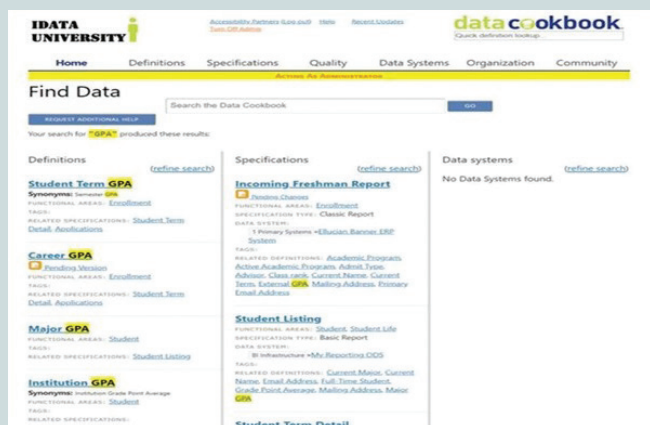 IDATA
UNIVERSITY
Accessibility Partners (Log out) Help Recent Updates
Turn Off Admin
data cookbook
Quick definition lookup...
Home Definitions Specifications Quality Data Systems Organization Community
ACTING AS ADMINISTRATOR ...
Find Data
Search the Data Cookbook GO
REQUEST ADDITIONAL HELP
Your search for "GPA" produced these results:
Definitions
(refine search)
Student Term GPA
Synonyms: Semester GPA
FUNCTIONAL AREAS: Enrollment
TAGS:
RELATED SPECIFICATIONS: Student Term
Detail, Applications
Career GPA
Pending Version
FUNCTIONAL AREAS: Enrollment
TAGS:
RELATED SPECIFICATIONS: Student Term
Detail, Applications
Major GPA
FUNCTIONAL AREAS: Student
TAGS:
RELATED SPECIFICATIONS: Student Listing
Institution GPA
Synonyms: Institution Grade Point Average
FUNCTIONAL AREAS: Student
TAGS:
RELATED SPECIFICATIONS:
Specifications
(refine search)
Incoming Freshman Report
Pending Changes
FUNCTIONAL AREAS: Enrollment
SPECIFICATION TYPE: Classic Report
DATA SYSTEM:
1 Primary Systems »Ellucian Banner ERP
System
TAGS:
RELATED DEFINITIONS: Academic Program,
Active Academic Program, Admit Type,
Advisor, Class rank, Current Name, Current
Term, External GPA, Mailing Address, Primary
Email Address
Student Listing
FUNCTIONAL AREAS: Student, Student Life
SPECIFICATION TYPE: Basic Report
DATA SYSTEM:
BI Infrastructure »My Reporting ODS
TAGS:
RELATED DEFINITIONS: Current Major, Current
Name, Email Address, Full-Time Student,
Grade Point Average, Mailing Address, Major
GPA
Student Term Detail
Data systems
(refine search)
No Data Systems found.